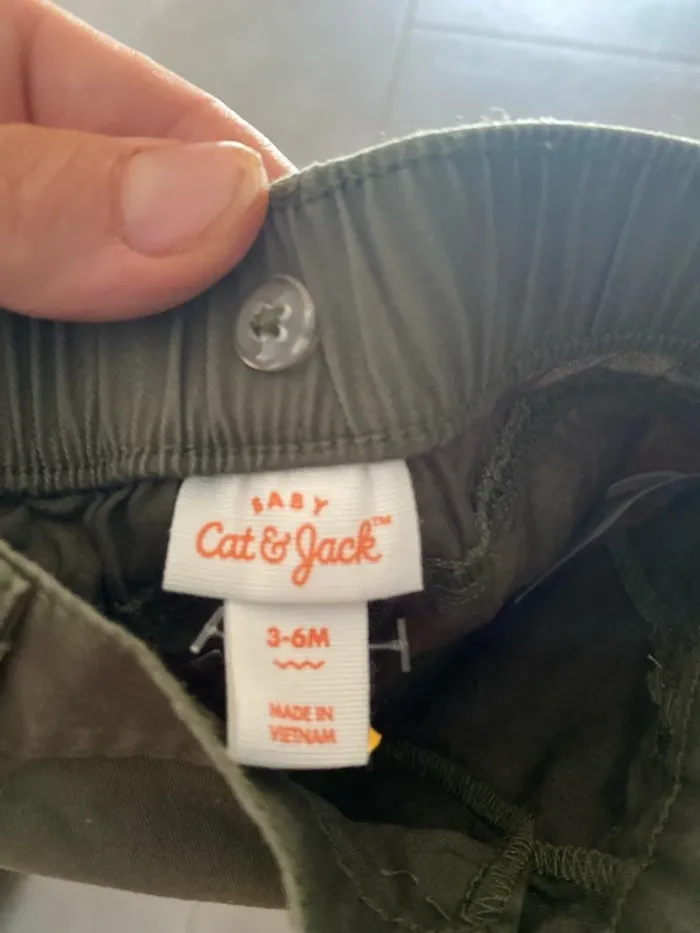 BABY
Cat & Jack™
3-6M
MADE IN
VIETNAM